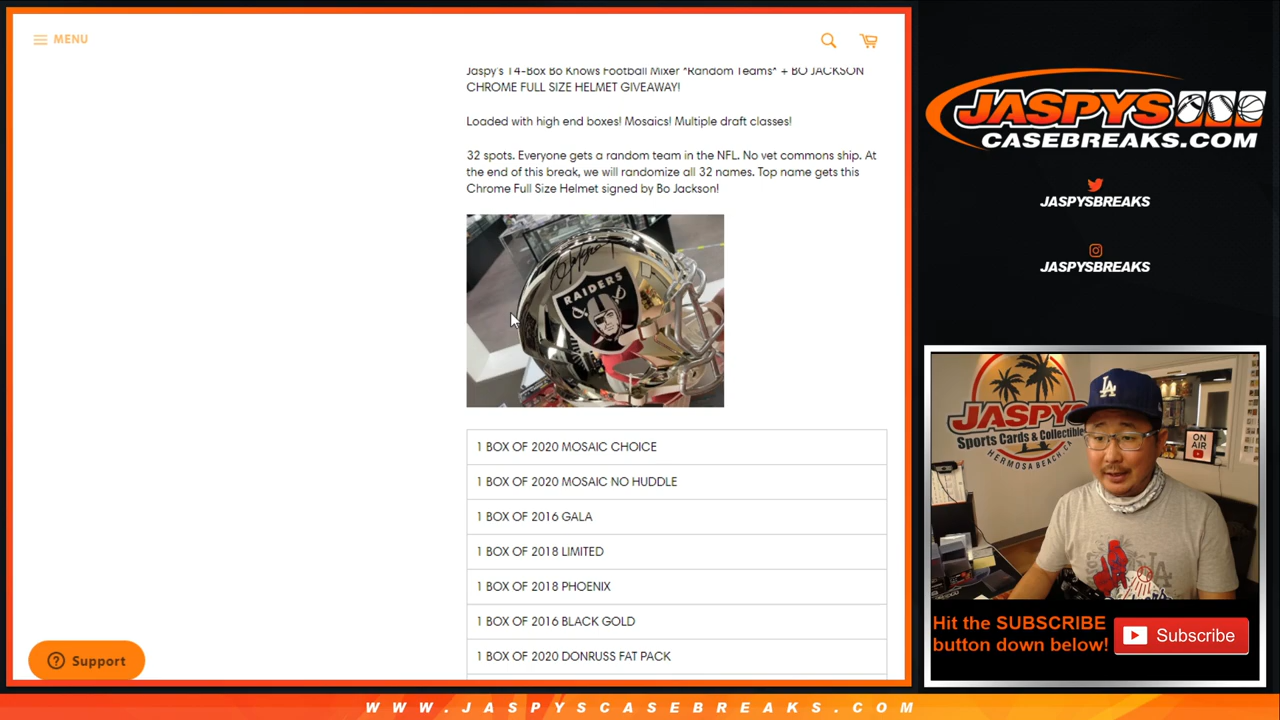 MENU
Jaspy's 14-Box Bo Knows Football Mixer *Random Teams* + BO JACKSON
CHROME FULL SIZE HELMET GIVEAWAY!
Loaded with high end boxes! Mosaics! Multiple draft classes!
32 spots. Everyone gets a random team in the NFL. No vet commons ship. At
the end of this break, we will randomize all 32 names. Top name gets this
Chrome Full Size Helmet signed by Bo Jackson!
RAIDERS
1 BOX OF 2020 MOSAIC CHOICE
1 BOX OF 2020 MOSAIC NO HUDDLE
1 BOX OF 2016 GALA
1 BOX OF 2018 LIMITED
1 BOX OF 2018 PHOENIX
1 BOX OF 2016 BLACK GOLD
1 BOX OF 2020 DONRUSS FAT PACK
Support
JASPYS
CASEBREAKS.COM
JASPYSBREAKS
JASPYSBREAKS
JASPYS
Sports Cards & Collectibles
HERMOSA BEACH, CA
LA
ON
AIR
LA
Hit the SUBSCRIBE
button down below!
Subscribe
WWW.JASPYSCASEBREAKS.COM